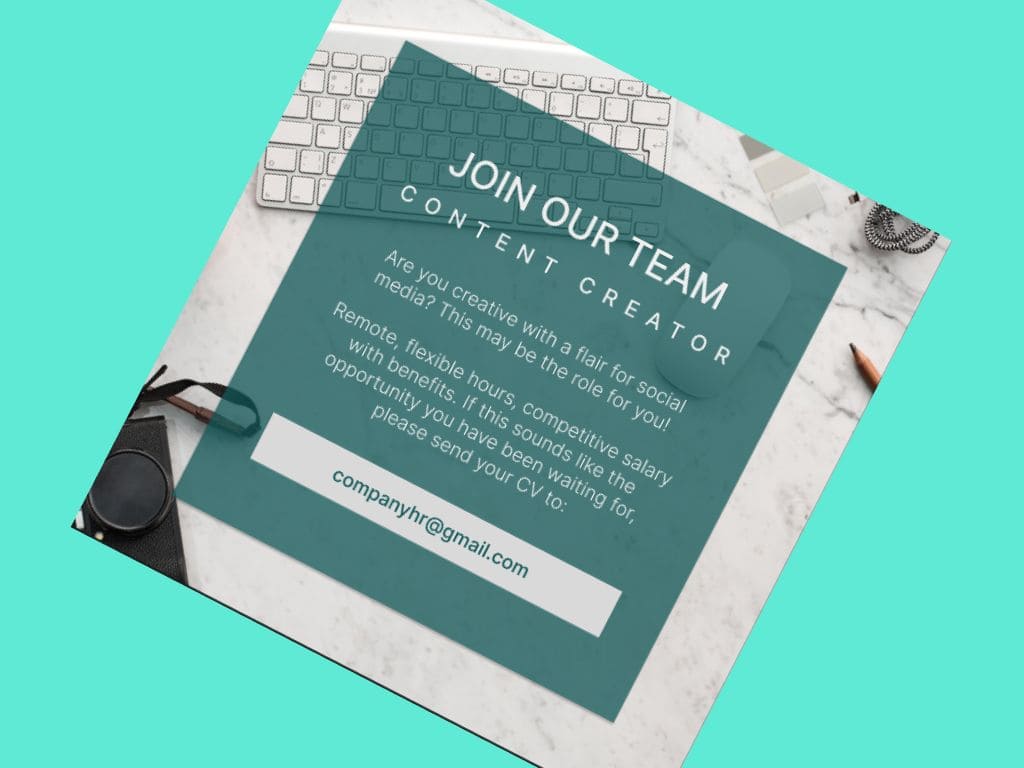 JOIN OUR TEAM
CONTENT CREATOR
Are you creative with a flair for social
media? This may be the role for you!
Remote, flexible hours, competitive salary
with benefits. If this sounds like the
opportunity you have been waiting for,
please send your CV to:
companyhr@gmail.com